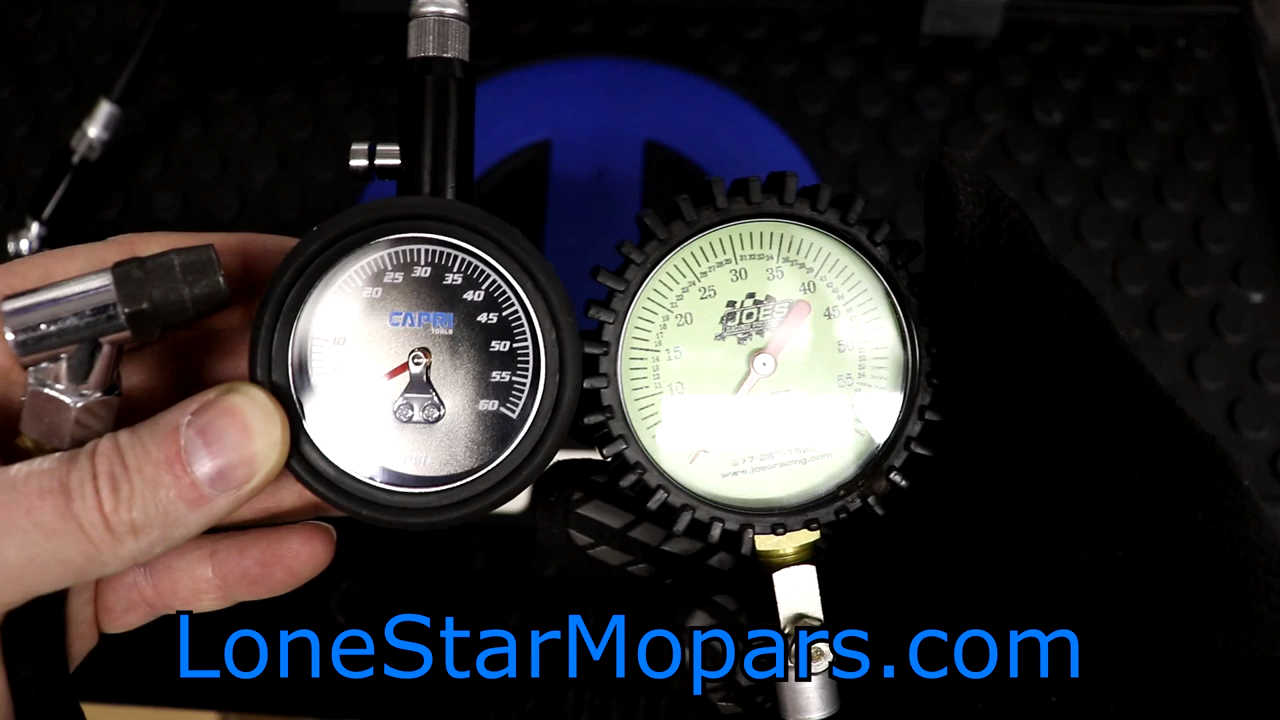 10 20 25 30 35 40 45 50 55 60
CAPRI
TOOLS
10 15 20 25 30 35 40 45 50 55
JOES
www.joesracing.com
LoneStarMopars.com